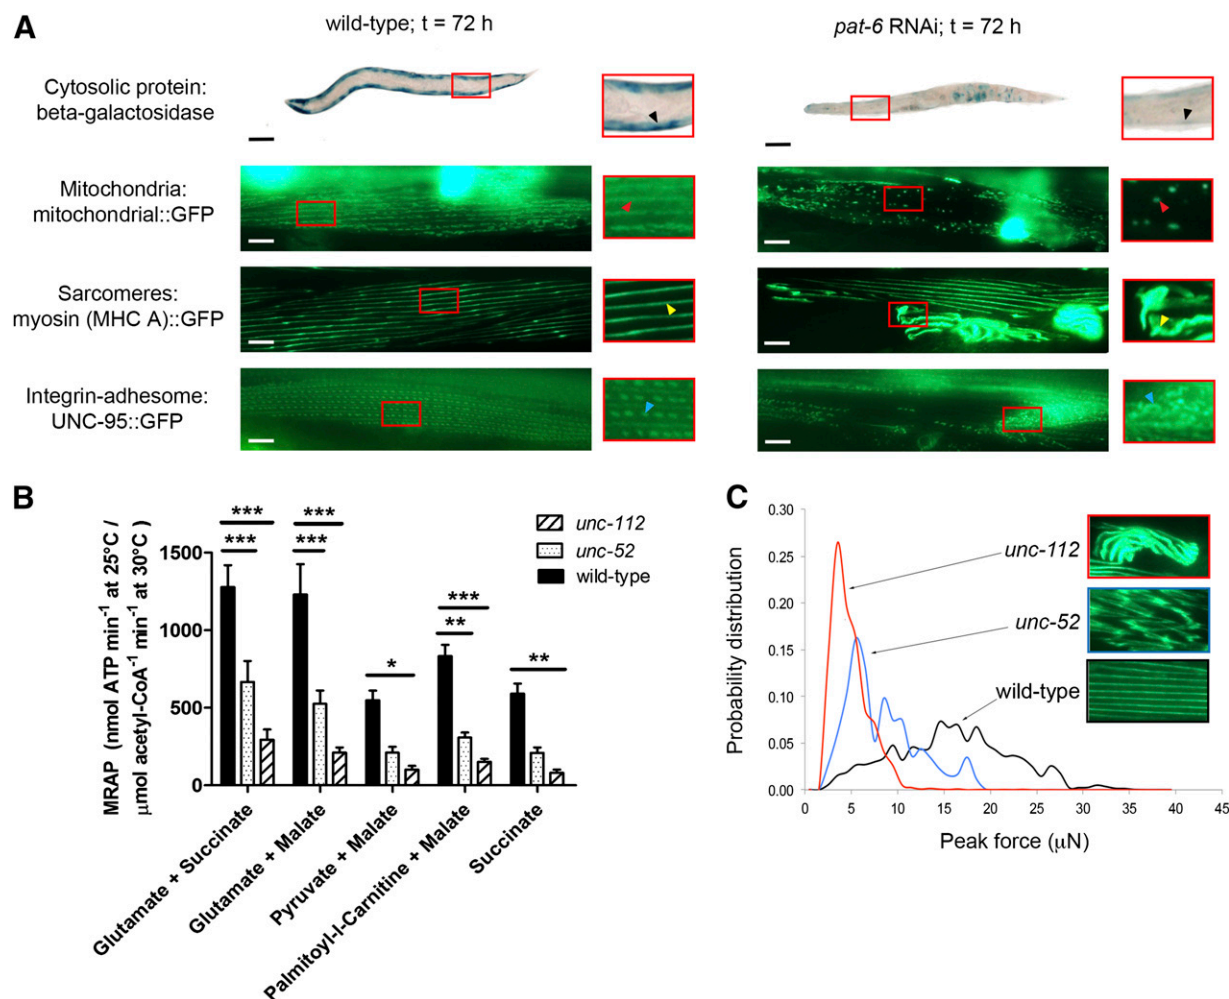 A
wild-type; t = 72 h
pat-6 RNAi; t = 72 h
Cytosolic protein:
beta-galactosidase
Mitochondria:
mitochondrial::GFP
Sarcomeres:
myosin (MHC A)::GFP
Integrin-adhesome:
UNC-95::GFP
B
MRAP (nmol ATP min⁻¹ at 25°C /
μmol acetyl-CoA⁻¹ min⁻¹ at 30°C )
1500
1000
500
0
***
***
***
***
*
***
**
**
unc-112
unc-52
wild-type
Glutamate + Succinate
Glutamate + Malate
Pyruvate + Malate
Palmitoyl-l-Carnitine + Malate
Succinate
C
Probability distribution
0.30
0.25
0.20
0.15
0.10
0.05
0.00
unc-112
unc-52
wild-type
0 5 10 15 20 25 30 35 40 45
Peak force (μN)